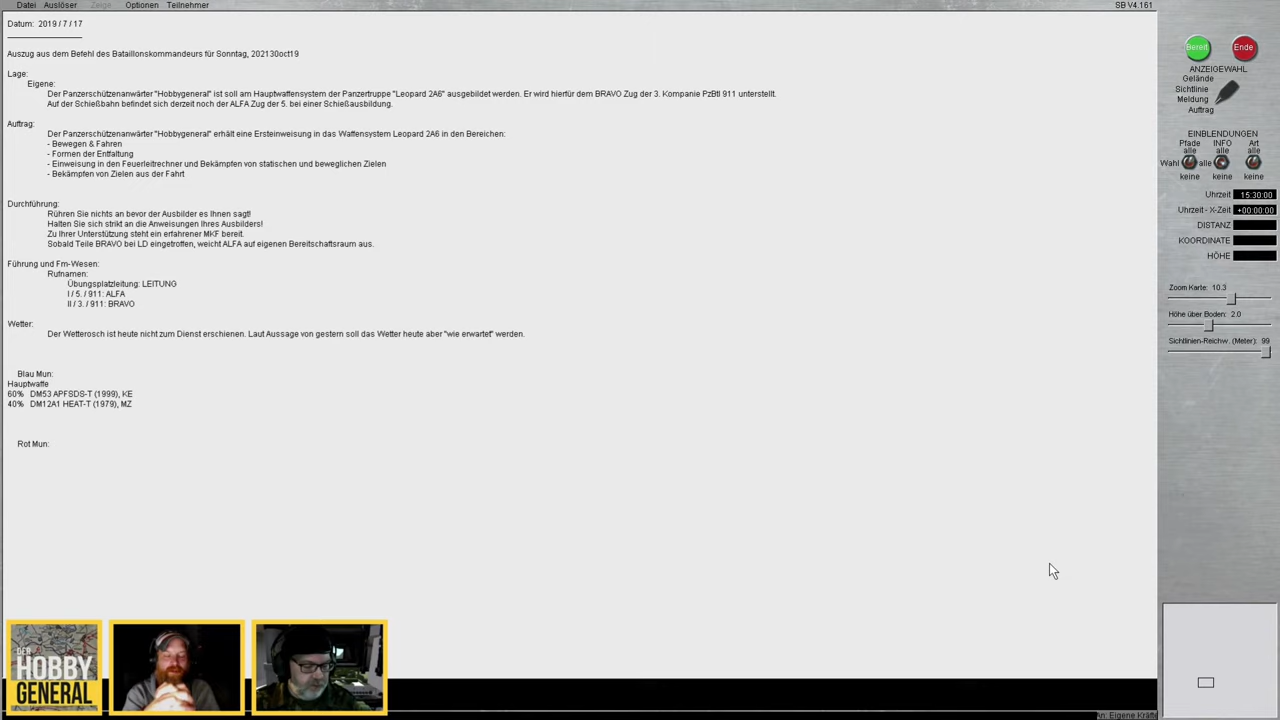 Datei Auslöser Zeige Optionen Teilnehmer SB V4.161
Datum: 2019 / 7 / 17
Auszug aus dem Befehl des Bataillonskommandeurs für Sonntag, 202130oct19
Lage:
Eigene:
Der Panzerschützenanwärter "Hobbygeneral" ist soll am Hauptwaffensystem der Panzertruppe "Leopard 2A6" ausgebildet werden. Er wird hierfür dem BRAVO Zug der 3. Kompanie PzBtl 911 unterstellt.
Auf der Schießbahn befindet sich derzeit noch der ALFA Zug der 5. bei einer Schießausbildung.
Auftrag:
Der Panzerschützenanwärter "Hobbygeneral" erhält eine Ersteinweisung in das Waffensystem Leopard 2A6 in den Bereichen:
- Bewegen & Fahren
- Formen der Entfaltung
- Einweisung in den Feuerleitrechner und Bekämpfen von statischen und beweglichen Zielen
- Bekämpfen von Zielen aus der Fahrt
Durchführung:
Rühren Sie nichts an bevor der Ausbilder es Ihnen sagt!
Halten Sie sich strikt an die Anweisungen Ihres Ausbilders!
Zu Ihrer Unterstützung steht ein erfahrener MKF bereit.
Sobald Teile BRAVO bei LD eingetroffen, weicht ALFA auf eigenen Bereitschaftsraum aus.
Führung und Fm-Wesen:
Rufnamen:
Übungsplatzleitung: LEITUNG
I / 5. / 911: ALFA
II / 3. / 911: BRAVO
Wetter:
Der Wetterosch ist heute nicht zum Dienst erschienen. Laut Aussage von gestern soll das Wetter heute aber "wie erwartet" werden.
Blau Mun:
Hauptwaffe
60% DM53 APFSDS-T (1999), KE
40% DM12A1 HEAT-T (1979), MZ
Rot Mun:
Bereit Ende
ANZEIGEWAHL
Gelände
Sichtlinie
Meldung
Auftrag
EINBLENDUNGEN
Pfade INFO Art
alle alle alle
Wahl alle
keine keine keine
Uhrzeit 15:30:00
Uhrzeit - X-Zeit +00:00:00
DISTANZ
KOORDINATE
HÖHE
Zoom Karte: 10.3
Höhe über Boden: 2.0
Sichtlinien-Reichw. (Meter): 99
DER
HOBBY
GENERAL
An: Eigene Kräfte